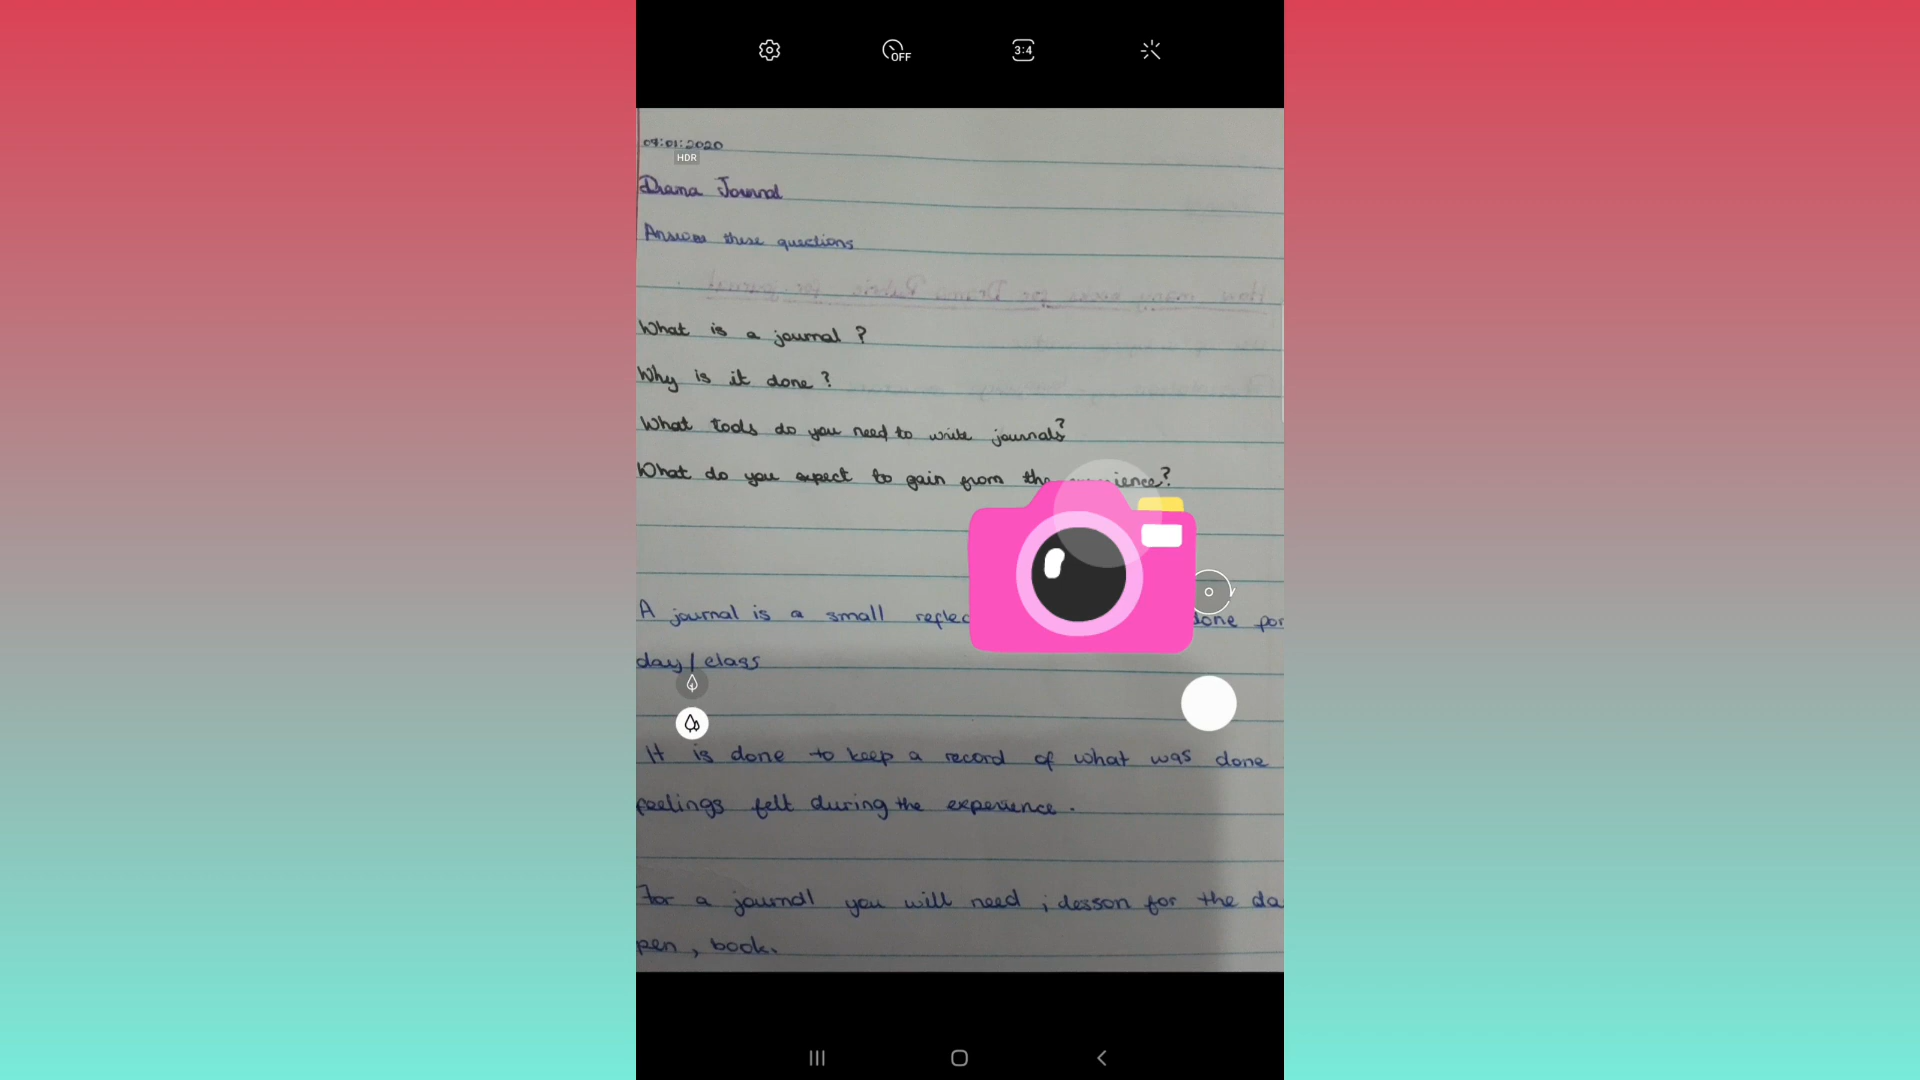 OFF
3:4
09:01:2020
HDR
Drama Journal
Answer these questions
What is a journal ?
Why is it done ?
What tools do you need to write journals?
What do you expect to gain from the
A journal is a small done
day/class
It is done to keep a record of what was done
feelings felt during the experience.
For a journal you will need ; lesson for the
pen, book.